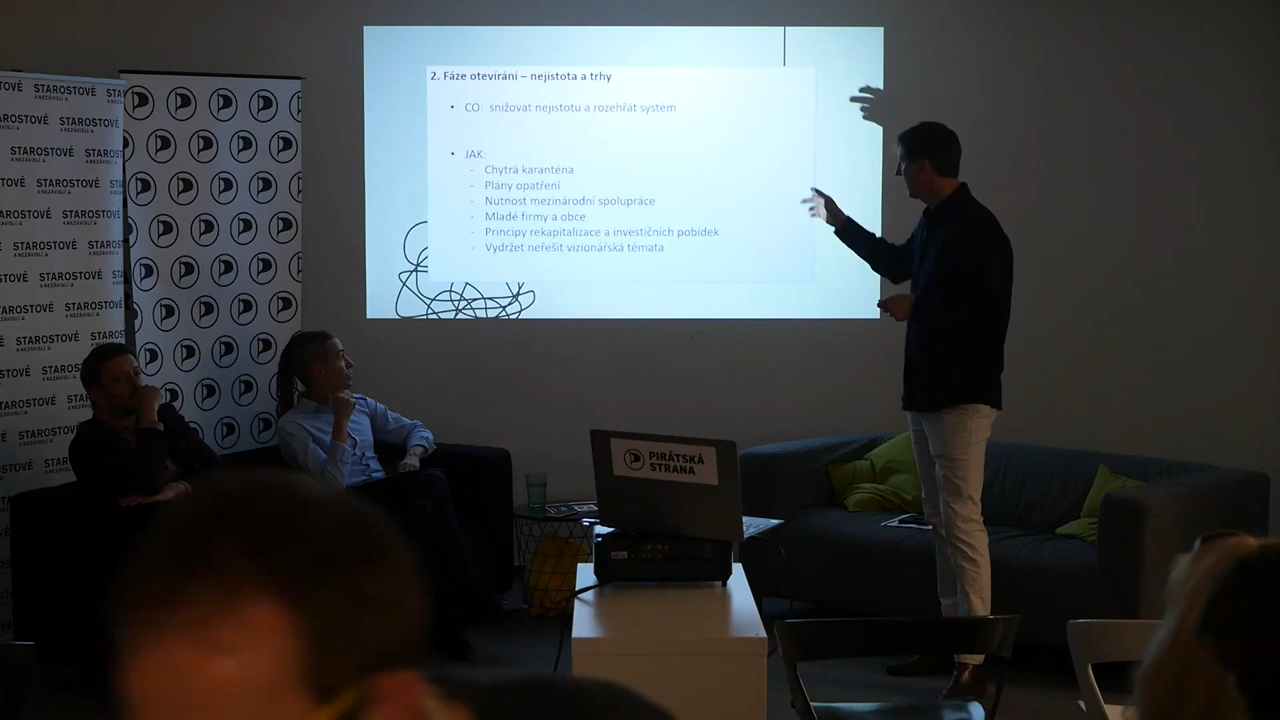 2. Fáze otevírání – nejistota a trhy
• CO: snižovat nejistotu a rozehřát systém
• JAK:
- Chytrá karanténa
- Plány opatření
- Nutnost mezinárodní spolupráce
- Mladé firmy a obce
- Principy rekapitalizace a investičních pobídek
- Vydržet neřešit vizionářská témata
STAROSTOVÉ
A NEZÁVISLÍ
PIRÁTSKÁ
STRANA